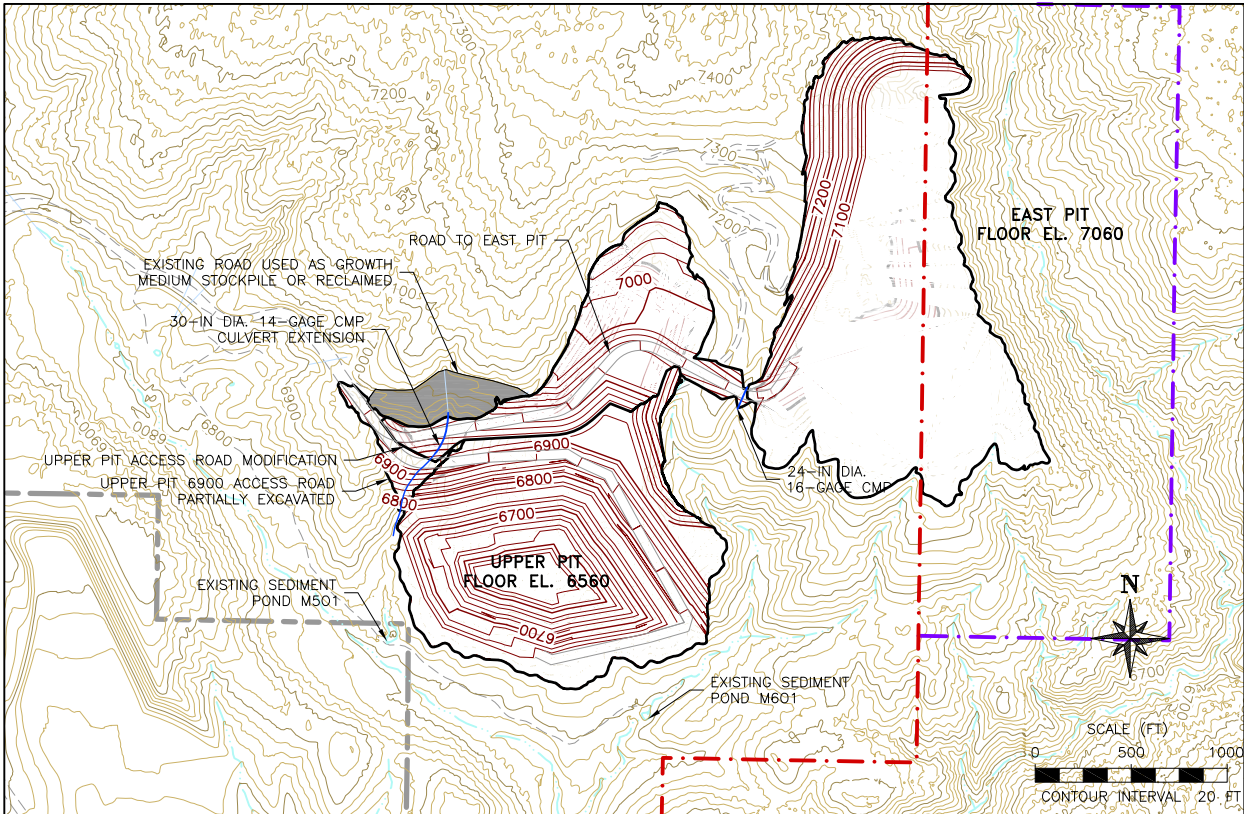 7300
7400
7200
7300
7200
7200
7100
EAST PIT
FLOOR EL. 7060
ROAD TO EAST PIT
EXISTING ROAD USED AS GROWTH
MEDIUM STOCKPILE OR RECLAIMED
7000
30-IN DIA. 14-GAGE CMP
CULVERT EXTENSION
7000
6900
6800
6900
6800
UPPER PIT ACCESS ROAD MODIFICATION
UPPER PIT 6900 ACCESS ROAD
PARTIALLY EXCAVATED
6900
6900
6800
6800
6700
24-IN DIA.
16-GAGE CMP
UPPER PIT
FLOOR EL. 6560
EXISTING SEDIMENT
POND M501
6700
N
6700
EXISTING SEDIMENT
POND M601
SCALE (FT)
0 500 1000
CONTOUR INTERVAL 20 FT